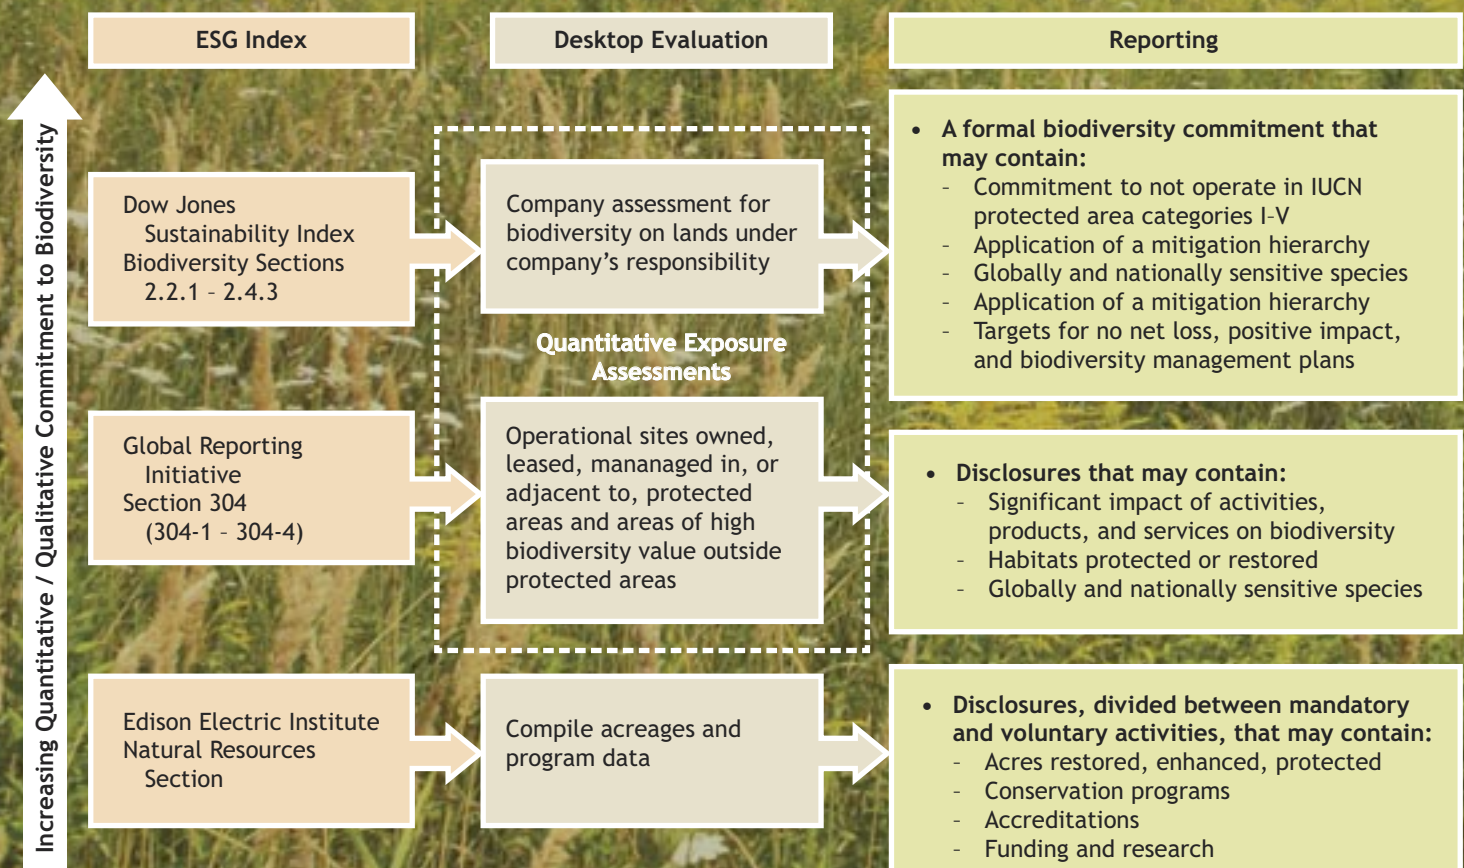 ESG Index
Desktop Evaluation
Reporting
Increasing Quantitative / Qualitative Commitment to Biodiversity
Dow Jones
Sustainability Index
Biodiversity Sections
2.2.1 – 2.4.3
Company assessment for
biodiversity on lands under
company’s responsibility
• A formal biodiversity commitment that
may contain:
– Commitment to not operate in IUCN
protected area categories I–V
– Application of a mitigation hierarchy
– Globally and nationally sensitive species
– Application of a mitigation hierarchy
– Targets for no net loss, positive impact,
and biodiversity management plans
Quantitative Exposure
Assessments
Global Reporting
Initiative
Section 304
(304-1 – 304-4)
Operational sites owned,
leased, mananaged in, or
adjacent to, protected
areas and areas of high
biodiversity value outside
protected areas
• Disclosures that may contain:
– Significant impact of activities,
products, and services on biodiversity
– Habitats protected or restored
– Globally and nationally sensitive species
Edison Electric Institute
Natural Resources
Section
Compile acreages and
program data
• Disclosures, divided between mandatory
and voluntary activities, that may contain:
– Acres restored, enhanced, protected
– Conservation programs
– Accreditations
– Funding and research